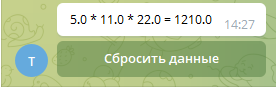 5.0 * 11.0 * 22.0 = 1210.0
14:27
т
Сбросить данные